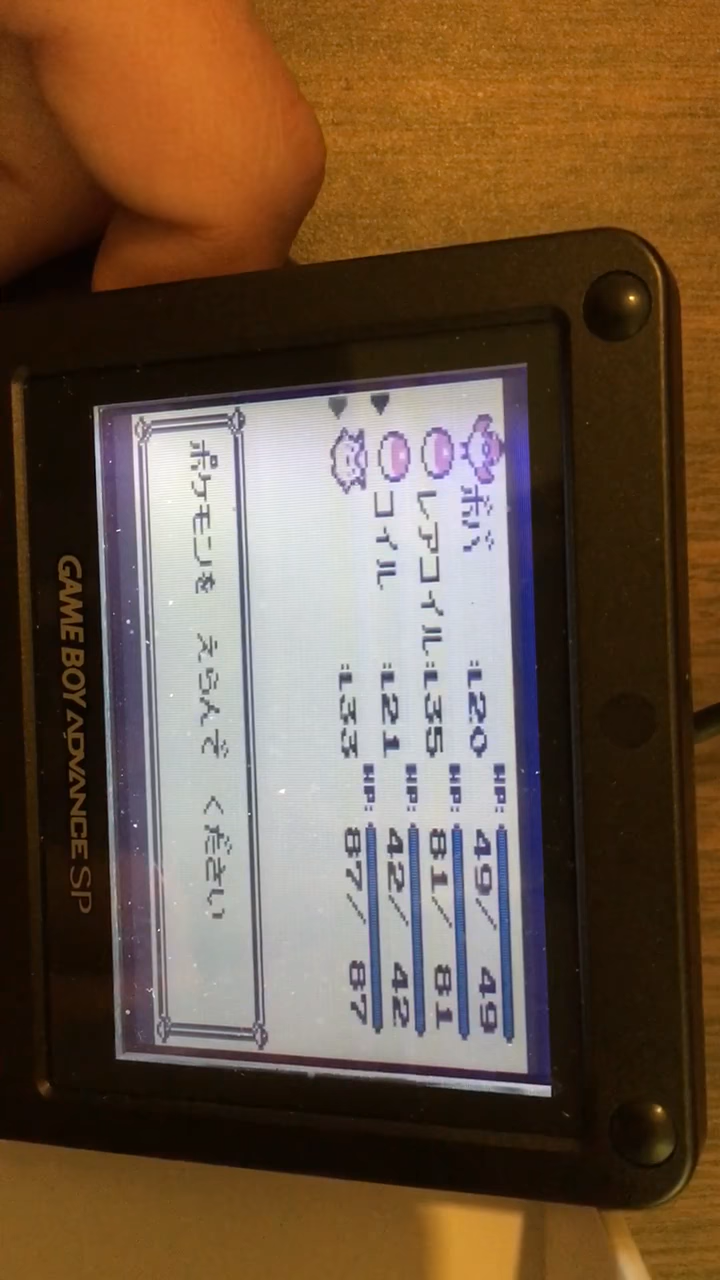 ポバ :L20 HP: 49/ 49
レアコイル :L35 HP: 81/ 81
コイル :L21 HP: 42/ 42
:L33 HP: 87/ 87
ポケモンを えらんで ください
GAME BOY ADVANCE SP